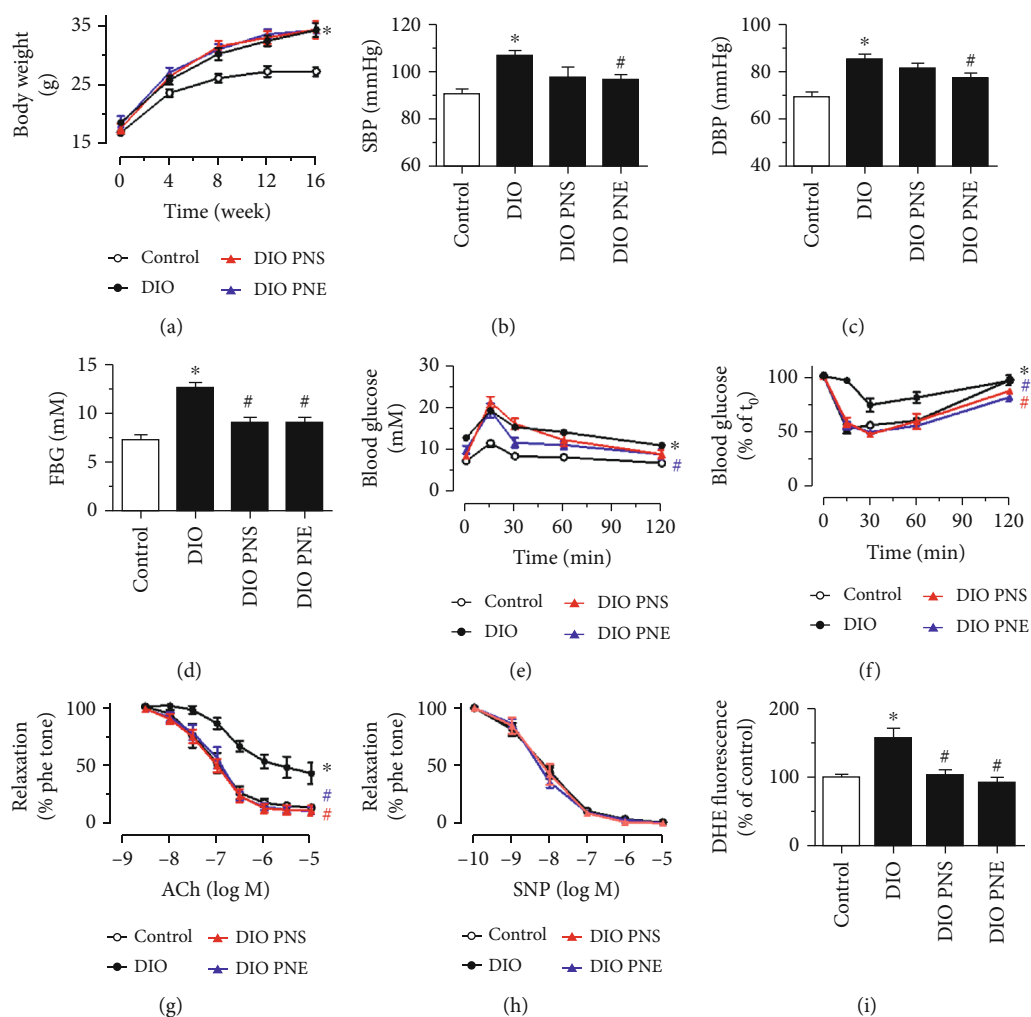 35
25
15
Body weight
(g)
*
0 4 8 12 16
Time (week)
Control DIO PNS
DIO DIO PNE
(a)
120
100
80
60
SBP (mmHg)
* #
Control DIO DIO PNS DIO PNE
(b)
100
80
60
40
DBP (mmHg)
* #
Control DIO DIO PNS DIO PNE
(c)
15
10
5
0
FBG (mM)
* # #
Control DIO DIO PNS DIO PNE
(d)
30
20
10
0
Blood glucose
(mM)
*
#
0 30 60 90 120
Time (min)
Control DIO PNS
DIO DIO PNE
(e)
100
50
0
Blood glucose
(% of t0)
*
#
#
0 30 60 90 120
Time (min)
Control DIO PNS
DIO DIO PNE
(f)
100
50
0
Relaxation
(% phe tone)
*
#
#
–9 –8 –7 –6 –5
ACh (log M)
Control DIO PNS
DIO DIO PNE
(g)
100
50
0
Relaxation
(% phe tone)
–10 –9 –8 –7 –6 –5
SNP (log M)
Control DIO PNS
DIO DIO PNE
(h)
200
150
100
0
DHE fluorescence
(% of control)
* # #
Control DIO DIO PNS DIO PNE
(i)